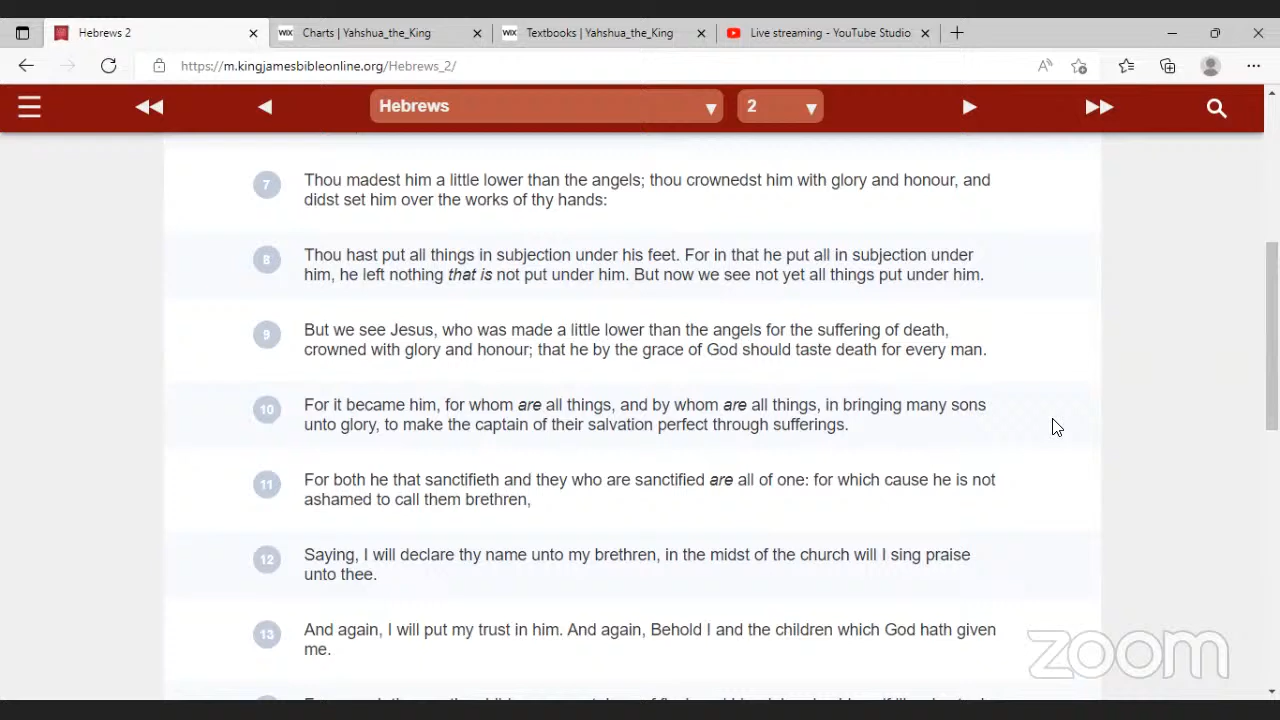 Hebrews 2
WIX Charts | Yahshua_the_King
WIX Textbooks | Yahshua_the_King
Live streaming - YouTube Studio
https://m.kingjamesbibleonline.org/Hebrews_2/
Hebrews 2
7 Thou madest him a little lower than the angels; thou crownedst him with glory and honour, and
didst set him over the works of thy hands:
8 Thou hast put all things in subjection under his feet. For in that he put all in subjection under
him, he left nothing that is not put under him. But now we see not yet all things put under him.
9 But we see Jesus, who was made a little lower than the angels for the suffering of death,
crowned with glory and honour; that he by the grace of God should taste death for every man.
10 For it became him, for whom are all things, and by whom are all things, in bringing many sons
unto glory, to make the captain of their salvation perfect through sufferings.
11 For both he that sanctifieth and they who are sanctified are all of one: for which cause he is not
ashamed to call them brethren,
12 Saying, I will declare thy name unto my brethren, in the midst of the church will I sing praise
unto thee.
13 And again, I will put my trust in him. And again, Behold I and the children which God hath given
me.
zoom